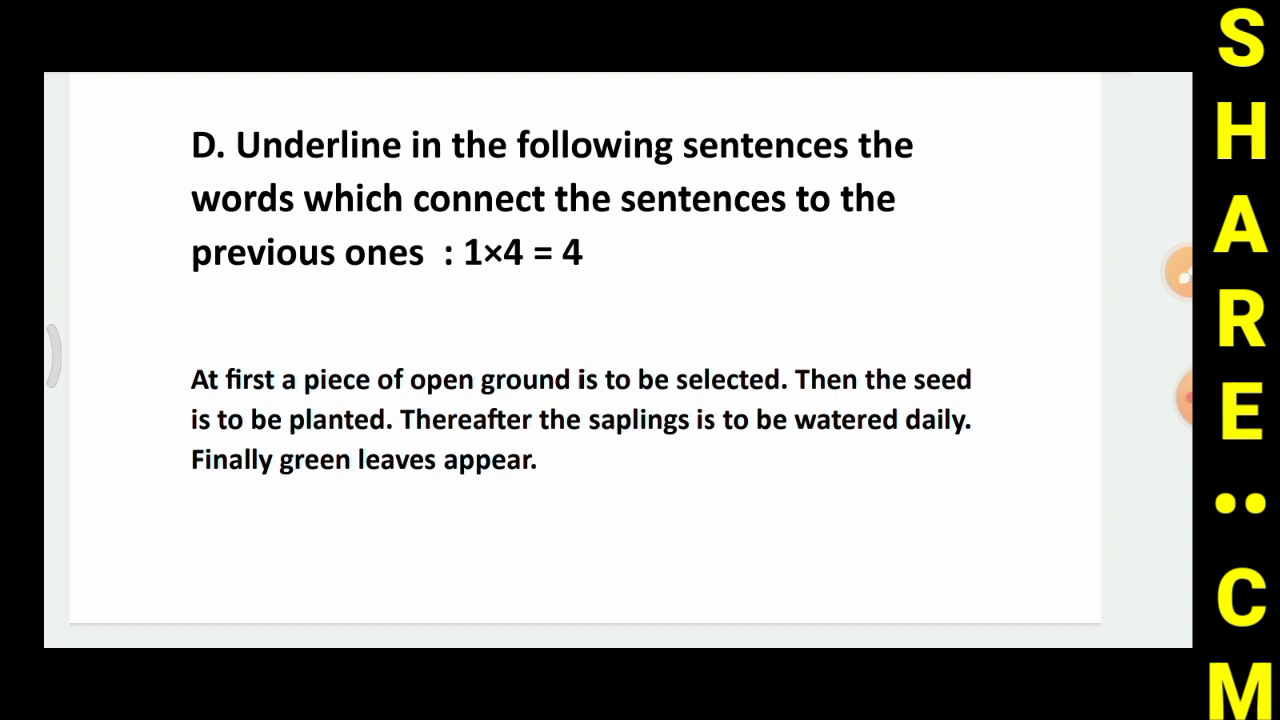 D. Underline in the following sentences the
words which connect the sentences to the
previous ones : 1×4 = 4
At first a piece of open ground is to be selected. Then the seed
is to be planted. Thereafter the saplings is to be watered daily.
Finally green leaves appear.
S
H
A
R
E
••
C
M